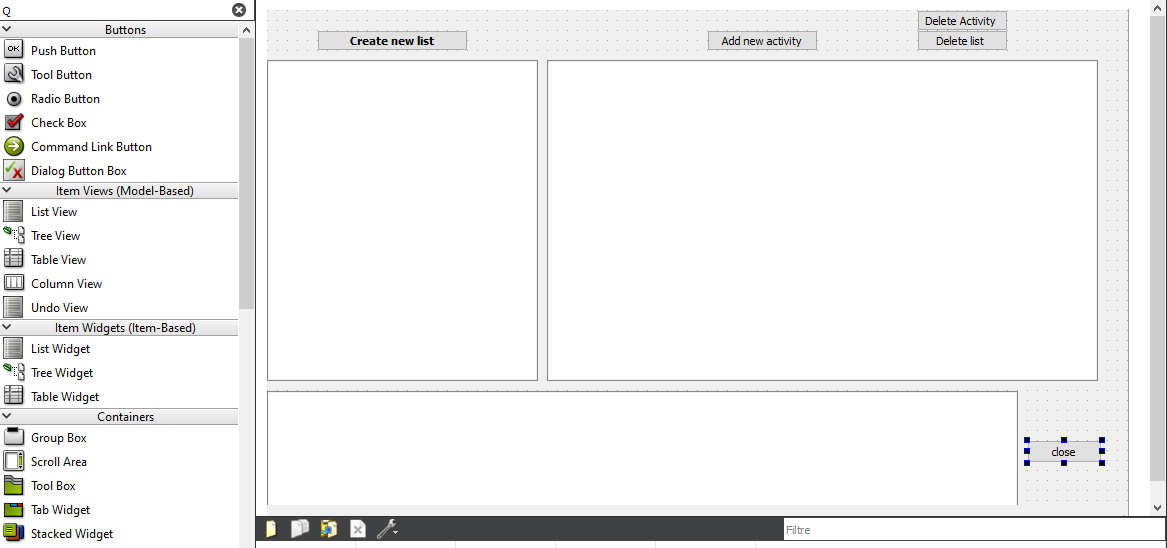 Q
Buttons
Push Button
Tool Button
Radio Button
Check Box
Command Link Button
Dialog Button Box
Item Views (Model-Based)
List View
Tree View
Table View
Column View
Undo View
Item Widgets (Item-Based)
List Widget
Tree Widget
Table Widget
Containers
Group Box
Scroll Area
Tool Box
Tab Widget
Stacked Widget
Delete Activity
Create new list
Add new activity
Delete list
close
Filtre